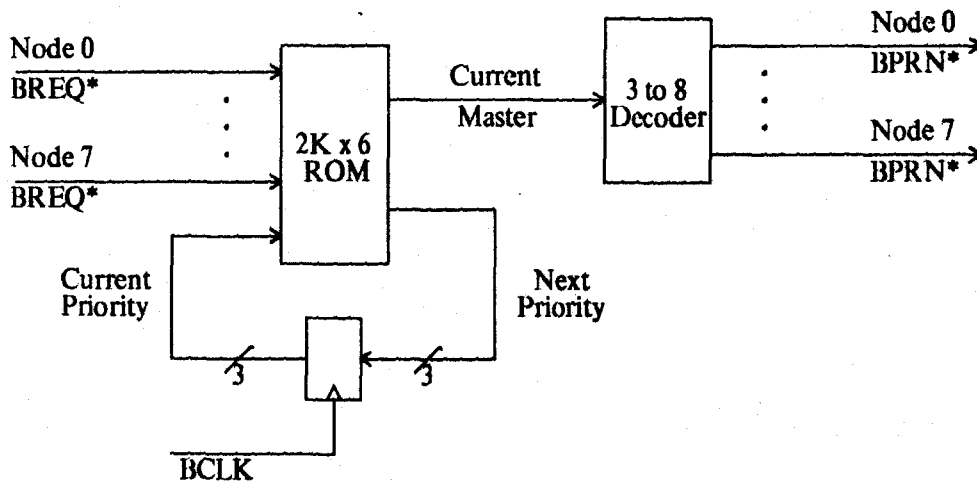 Node 0
BREQ*
Node 7
BREQ*
2K x 6
ROM
Current
Master
3 to 8
Decoder
Node 0
BPRN*
Node 7
BPRN*
Current
Priority
Next
Priority
3
3
BCLK